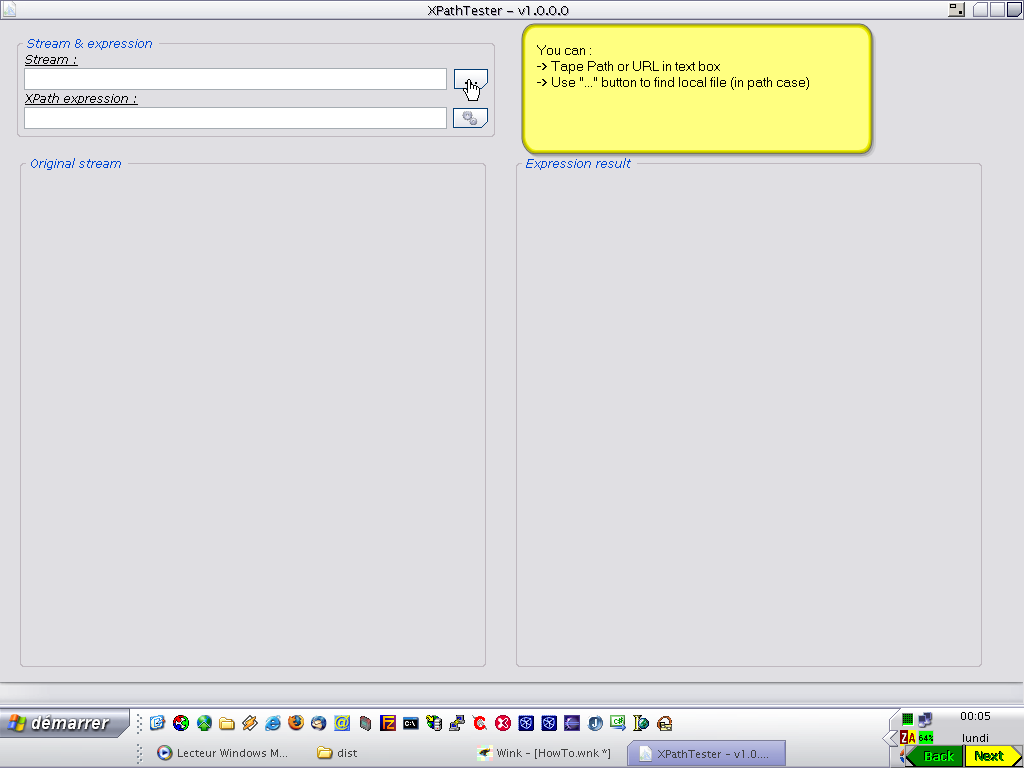 XPathTester - v1.0.0.0
Stream & expression
Stream :
...
XPath expression :
You can :
-> Tape Path or URL in text box
-> Use "..." button to find local file (in path case)
Original stream
Expression result
démarrer
C:\
C#
J
00:05
ZA 64%
lundi
Lecteur Windows M...
dist
Wink - [HowTo.wnk *]
XPathTester - v1.0....
Back
Next